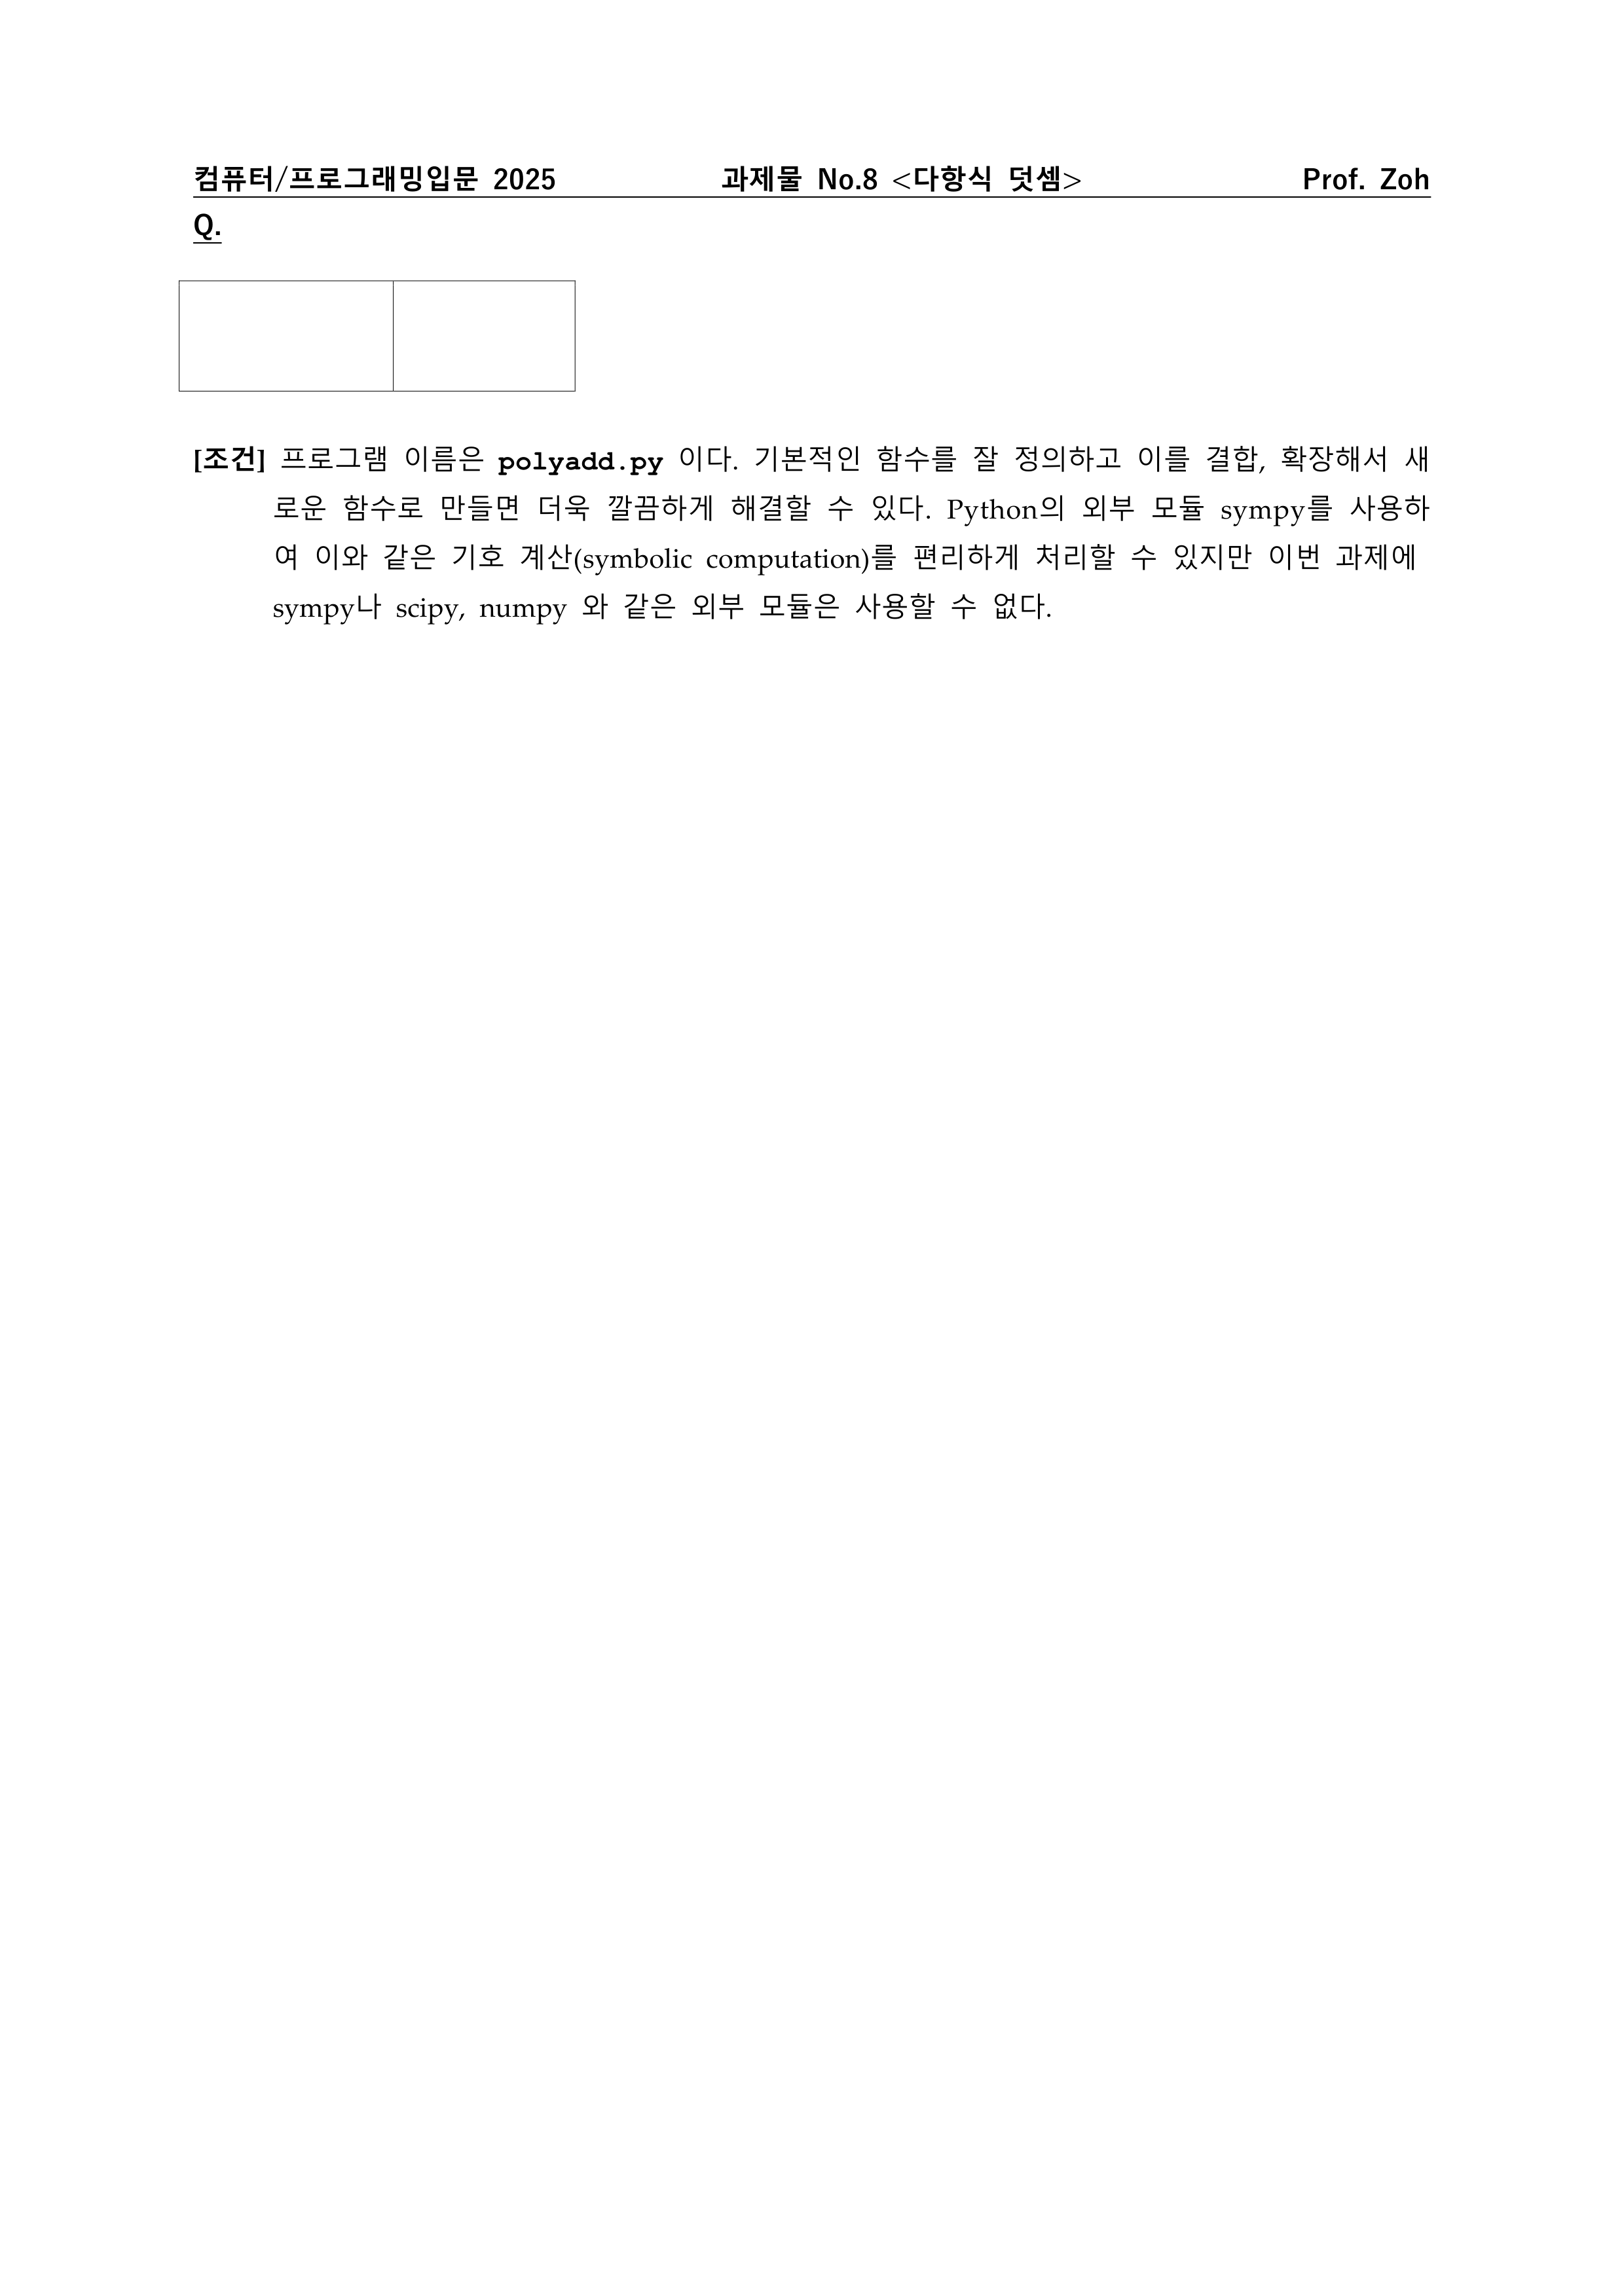 컴퓨터/프로그래밍입문 2025 과제물 No.8 <다항식 덧셈> Prof. Zoh
Q.
[조건] 프로그램 이름은 polyadd.py 이다. 기본적인 함수를 잘 정의하고 이를 결합, 확장해서 새
로운 함수로 만들면 더욱 깔끔하게 해결할 수 있다. Python의 외부 모듈 sympy를 사용하
여 이와 같은 기호 계산(symbolic computation)를 편리하게 처리할 수 있지만 이번 과제에
sympy나 scipy, numpy 와 같은 외부 모듈은 사용할 수 없다.